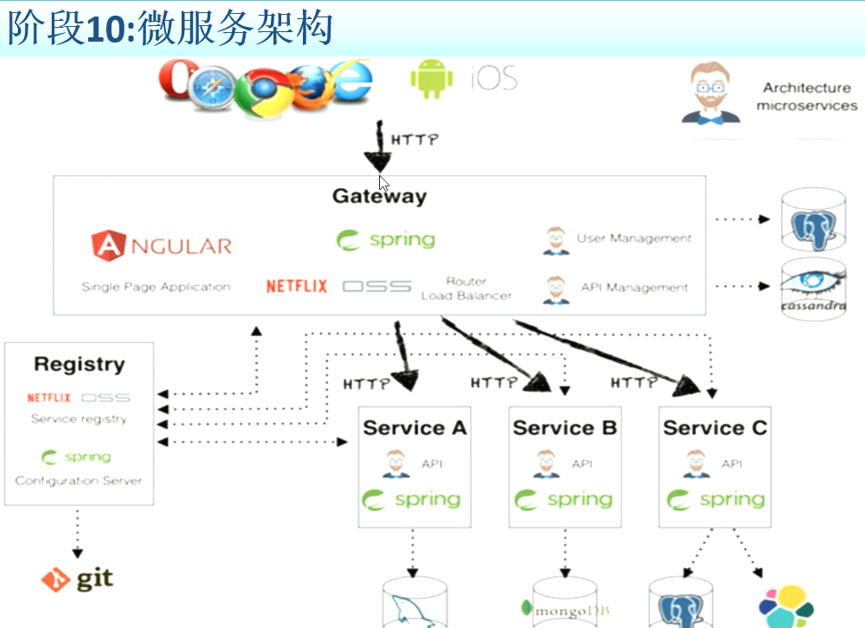 阶段10:微服务架构
iOS
Architecture
microservices
HTTP
Gateway
ANGULAR
spring
User Management
Single Page Application
NETFLIX OSS
Router
Load Balancer
API Management
cassandra
Registry
NETFLIX OSS
Service registry
spring
Configuration Server
git
HTTP
HTTP
HTTP
Service A
API
spring
Service B
API
spring
Service C
API
spring
mongoDB